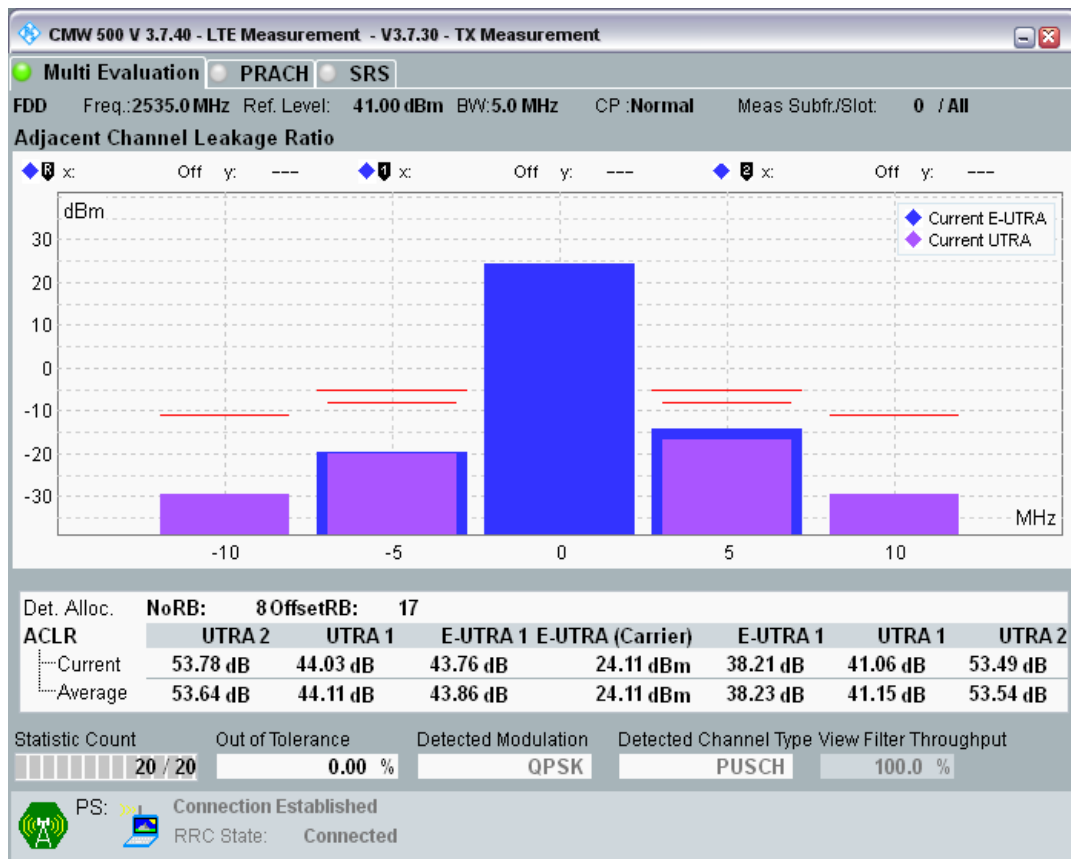 CMW 500 V 3.7.40 - LTE Measurement - V3.7.30 - TX Measurement
Multi Evaluation PRACH SRS
FDD Freq.:2535.0 MHz Ref. Level: 41.00 dBm BW:5.0 MHz CP :Normal Meas Subfr./Slot: 0 / All
Adjacent Channel Leakage Ratio
R x: Off y: --- 1 x: Off y: --- 2 x: Off y: ---
dBm
Current E-UTRA
Current UTRA
30
20
10
0
-10
-20
-30
MHz
-10 -5 0 5 10
Det. Alloc. NoRB: 8 OffsetRB: 17
ACLR UTRA 2 UTRA 1 E-UTRA 1 E-UTRA (Carrier) E-UTRA 1 UTRA 1 UTRA 2
Current 53.78 dB 44.03 dB 43.76 dB 24.11 dBm 38.21 dB 41.06 dB 53.49 dB
Average 53.64 dB 44.11 dB 43.86 dB 24.11 dBm 38.23 dB 41.15 dB 53.54 dB
Statistic Count Out of Tolerance Detected Modulation Detected Channel Type View Filter Throughput
20 / 20 0.00 % QPSK PUSCH 100.0 %
PS: Connection Established
RRC State: Connected